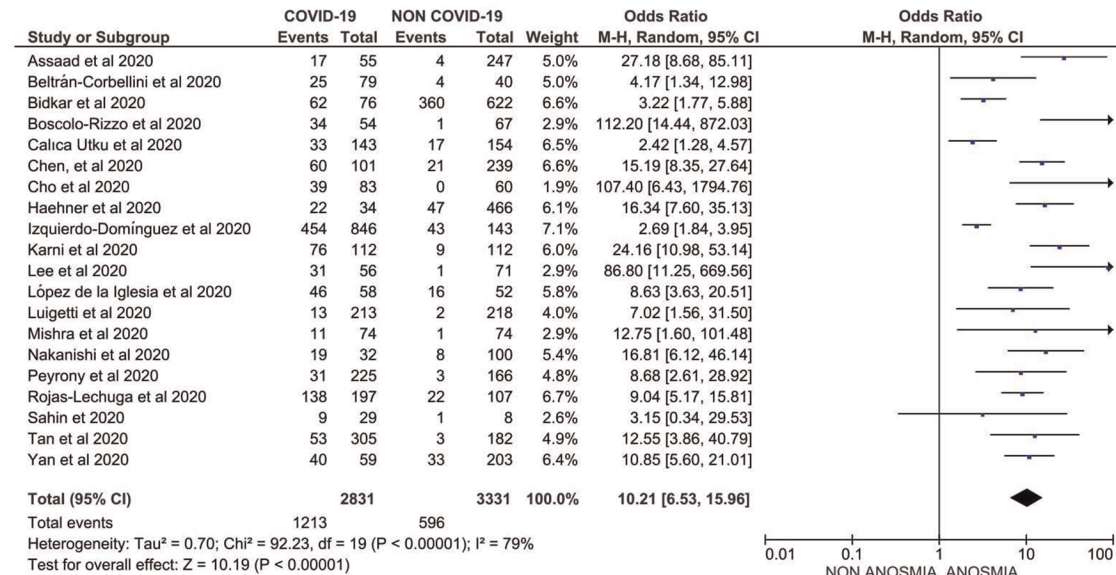 COVID-19 NON COVID-19 Odds Ratio Odds Ratio
Study or Subgroup Events Total Events Total Weight M-H, Random, 95% CI M-H, Random, 95% CI
Assaad et al 2020 17 55 4 247 5.0% 27.18 [8.68, 85.11]
Beltrán-Corbellini et al 2020 25 79 4 40 5.0% 4.17 [1.34, 12.98]
Bidkar et al 2020 62 76 360 622 6.6% 3.22 [1.77, 5.88]
Boscolo-Rizzo et al 2020 34 54 1 67 2.9% 112.20 [14.44, 872.03]
Calıca Utku et al 2020 33 143 17 154 6.5% 2.42 [1.28, 4.57]
Chen, et al 2020 60 101 21 239 6.6% 15.19 [8.35, 27.64]
Cho et al 2020 39 83 0 60 1.9% 107.40 [6.43, 1794.76]
Haehner et al 2020 22 34 47 466 6.1% 16.34 [7.60, 35.13]
Izquierdo-Domínguez et al 2020 454 846 43 143 7.1% 2.69 [1.84, 3.95]
Karni et al 2020 76 112 9 112 6.0% 24.16 [10.98, 53.14]
Lee et al 2020 31 56 1 71 2.9% 86.80 [11.25, 669.56]
López de la Iglesia et al 2020 46 58 16 52 5.8% 8.63 [3.63, 20.51]
Luigetti et al 2020 13 213 2 218 4.0% 7.02 [1.56, 31.50]
Mishra et al 2020 11 74 1 74 2.9% 12.75 [1.60, 101.48]
Nakanishi et al 2020 19 32 8 100 5.4% 16.81 [6.12, 46.14]
Peyrony et al 2020 31 225 3 166 4.8% 8.68 [2.61, 28.92]
Rojas-Lechuga et al 2020 138 197 22 107 6.7% 9.04 [5.17, 15.81]
Sahin et al 2020 9 29 1 8 2.6% 3.15 [0.34, 29.53]
Tan et al 2020 53 305 3 182 4.9% 12.55 [3.86, 40.79]
Yan et al 2020 40 59 33 203 6.4% 10.85 [5.60, 21.01]
Total (95% CI) 2831 3331 100.0% 10.21 [6.53, 15.96]
Total events 1213 596
Heterogeneity: Tau² = 0.70; Chi² = 92.23, df = 19 (P < 0.00001); I² = 79%
Test for overall effect: Z = 10.19 (P < 0.00001)
0.01 0.1 1 10 100
NON ANOSMIA ANOSMIA